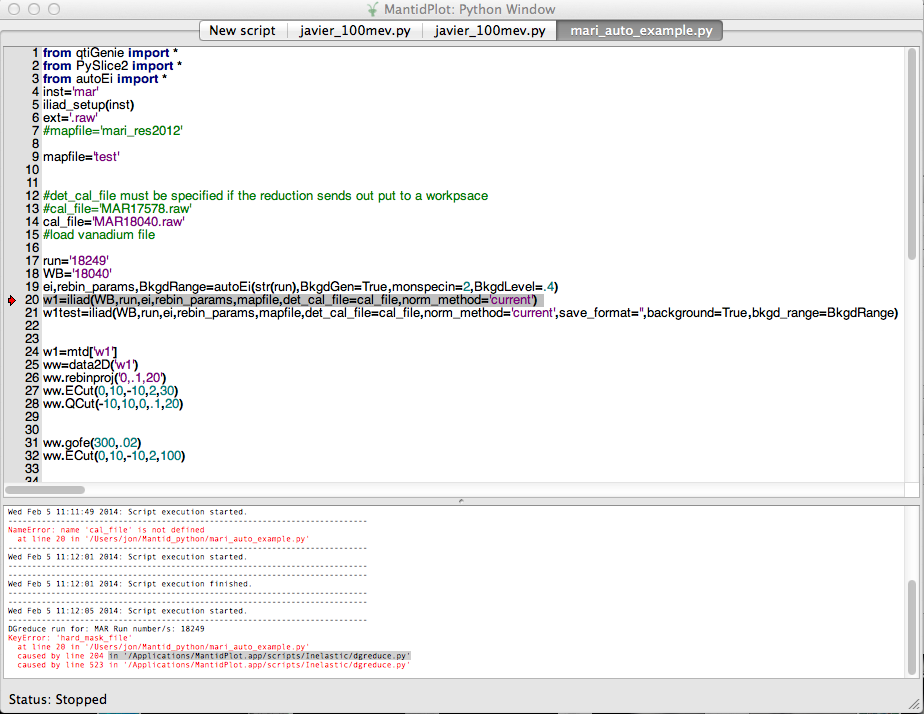 MantidPlot: Python Window
New script
javier_100mev.py
javier_100mev.py
mari_auto_example.py
1 from qtiGenie import *
2 from PySlice2 import *
3 from autoEi import *
4 inst='mar'
5 iliad_setup(inst)
6 ext='.raw'
7 #mapfile='mari_res2012'
8
9 mapfile='test'
10
11
12 #det_cal_file must be specified if the reduction sends out put to a workpsace
13 #cal_file='MAR17578.raw'
14 cal_file='MAR18040.raw'
15 #load vanadium file
16
17 run='18249'
18 WB='18040'
19 ei,rebin_params,BkgdRange=autoEi(str(run),BkgdGen=True,monspecin=2,BkgdLevel=.4)
20 w1=iliad(WB,run,ei,rebin_params,mapfile,det_cal_file=cal_file,norm_method='current')
21 w1test=iliad(WB,run,ei,rebin_params,mapfile,det_cal_file=cal_file,norm_method='current',save_format='',background=True,bkgd_range=BkgdRange)
22
23
24 w1=mtd['w1']
25 ww=data2D('w1')
26 ww.rebinproj('0,.1,20')
27 ww.ECut(0,10,-10,2,30)
28 ww.QCut(-10,10,0,.1,20)
29
30
31 ww.gofe(300,.02)
32 ww.ECut(0,10,-10,2,100)
33
34
Wed Feb 5 11:11:49 2014: Script execution started.
--------------------------------------------------------------------------------
NameError: name 'cal_file' is not defined
at line 20 in '/Users/jon/Mantid_python/mari_auto_example.py'
--------------------------------------------------------------------------------
Wed Feb 5 11:12:01 2014: Script execution started.
--------------------------------------------------------------------------------
--------------------------------------------------------------------------------
Wed Feb 5 11:12:01 2014: Script execution finished.
--------------------------------------------------------------------------------
--------------------------------------------------------------------------------
Wed Feb 5 11:12:05 2014: Script execution started.
--------------------------------------------------------------------------------
DGreduce run for: MAR Run number/s: 18249
KeyError: 'hard_mask_file'
at line 20 in '/Users/jon/Mantid_python/mari_auto_example.py'
caused by line 204 in '/Applications/MantidPlot.app/scripts/Inelastic/dgreduce.py'
caused by line 523 in '/Applications/MantidPlot.app/scripts/Inelastic/dgreduce.py'
Status: Stopped